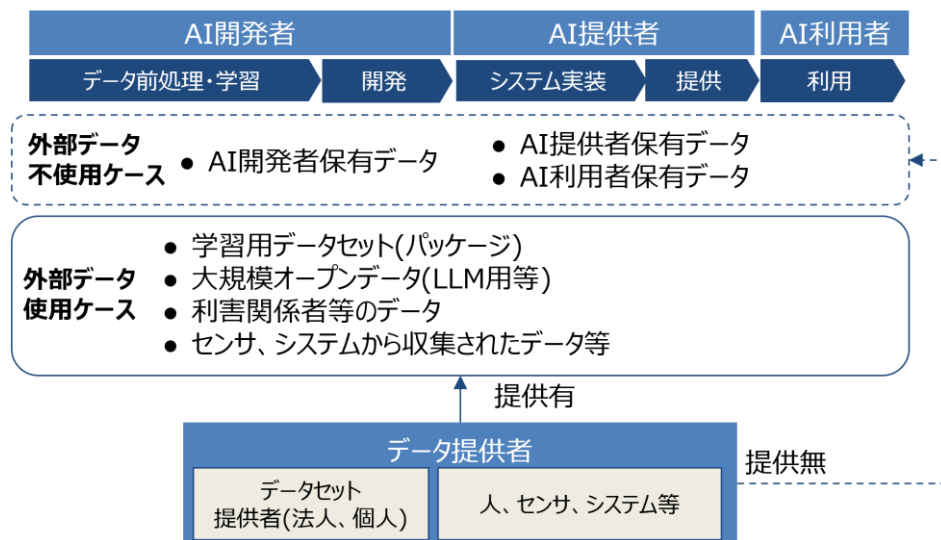 AI開発者
AI提供者
AI利用者
データ前処理・学習
開発
システム実装
提供
利用
外部データ
不使用ケース
● AI開発者保有データ
● AI提供者保有データ
● AI利用者保有データ
外部データ
使用ケース
● 学習用データセット(パッケージ)
● 大規模オープンデータ(LLM用等)
● 利害関係者等のデータ
● センサ、システムから収集されたデータ等
提供有
データ提供者
提供無
データセット
提供者(法人、個人)
人、センサ、システム等